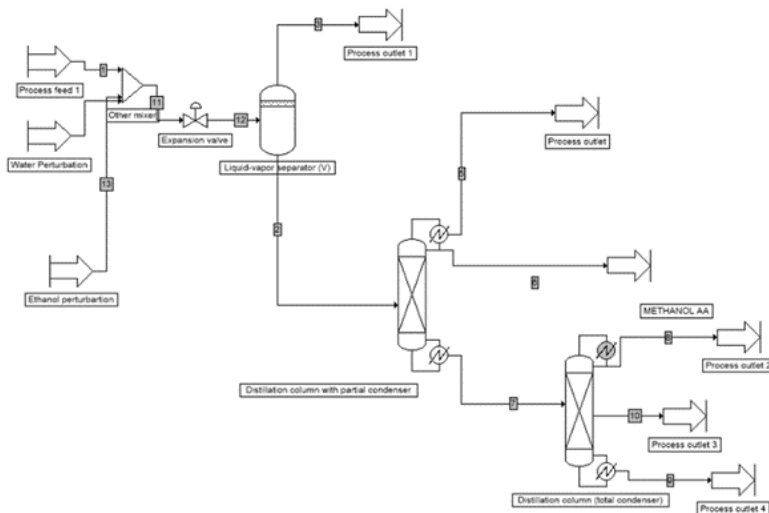 Process outlet 1
Process feed 1
1
11
Other mixer
12
Expansion valve
Process outlet
Water Perturbation
Liquid-vapor separator (V)
13
Ethanol perturbartion
METHANOL AA
Process outlet 2
Distillation column with partial condenser
7
10
Process outlet 3
Distillation column (total condenser)
Process outlet 4